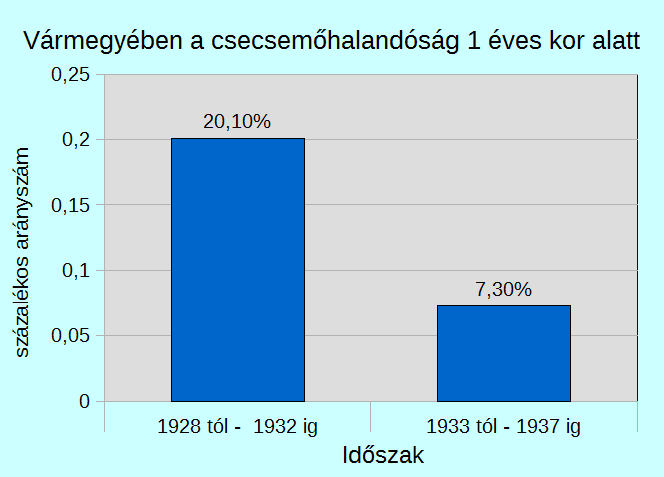 Vármegyében a csecsemőhalandóság 1 éves kor alatt
százalékos arányszám
0,25
0,2
0,15
0,1
0,05
0
20,10%
7,30%
1928 tól -  1932 ig
1933 tól - 1937 ig
Időszak